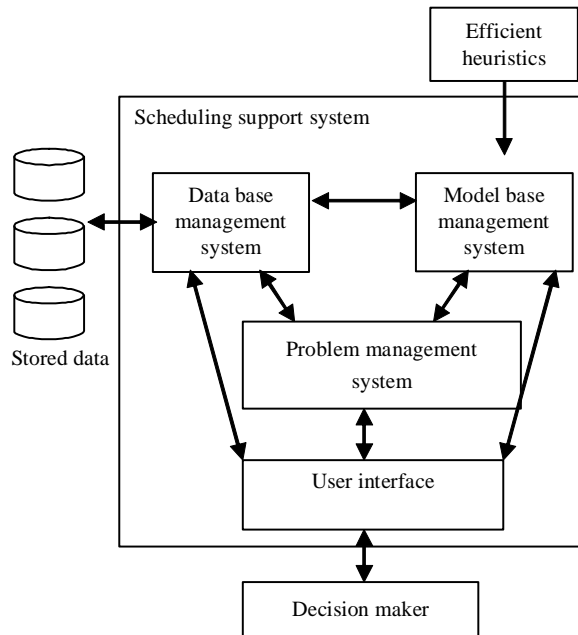 Efficient
heuristics
Scheduling support system
Data base
management
system
Model base
management
system
Stored data
Problem management
system
User interface
Decision maker